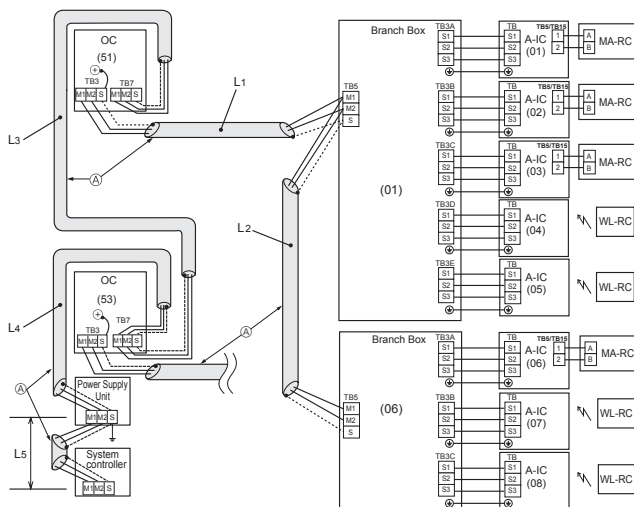 OC
(51)
TB3 TB7
M1 M2 S M1 M2 S
L1
L3
A
L2
OC
(53)
TB3 TB7
M1 M2 S M1 M2 S
L4
A
A
Power Supply
Unit
M1 M2 S
L5
System
controller
M1 M2 S
Branch Box
TB5
M1
M2
S
(01)
TB3A
S1
S2
S3
TB
S1
S2
S3
A-IC
(01)
TB5/TB15
1
2
A
B
MA-RC
TB3B
S1
S2
S3
TB
S1
S2
S3
A-IC
(02)
TB5/TB15
1
2
A
B
MA-RC
TB3C
S1
S2
S3
TB
S1
S2
S3
A-IC
(03)
TB5/TB15
1
2
A
B
MA-RC
TB3D
S1
S2
S3
TB
S1
S2
S3
A-IC
(04)
WL-RC
TB3E
S1
S2
S3
TB
S1
S2
S3
A-IC
(05)
WL-RC
Branch Box
TB5
M1
M2
S
(06)
TB3A
S1
S2
S3
TB
S1
S2
S3
A-IC
(06)
TB5/TB15
1
2
A
B
MA-RC
TB3B
S1
S2
S3
TB
S1
S2
S3
A-IC
(07)
WL-RC
TB3C
S1
S2
S3
TB
S1
S2
S3
A-IC
(08)
WL-RC